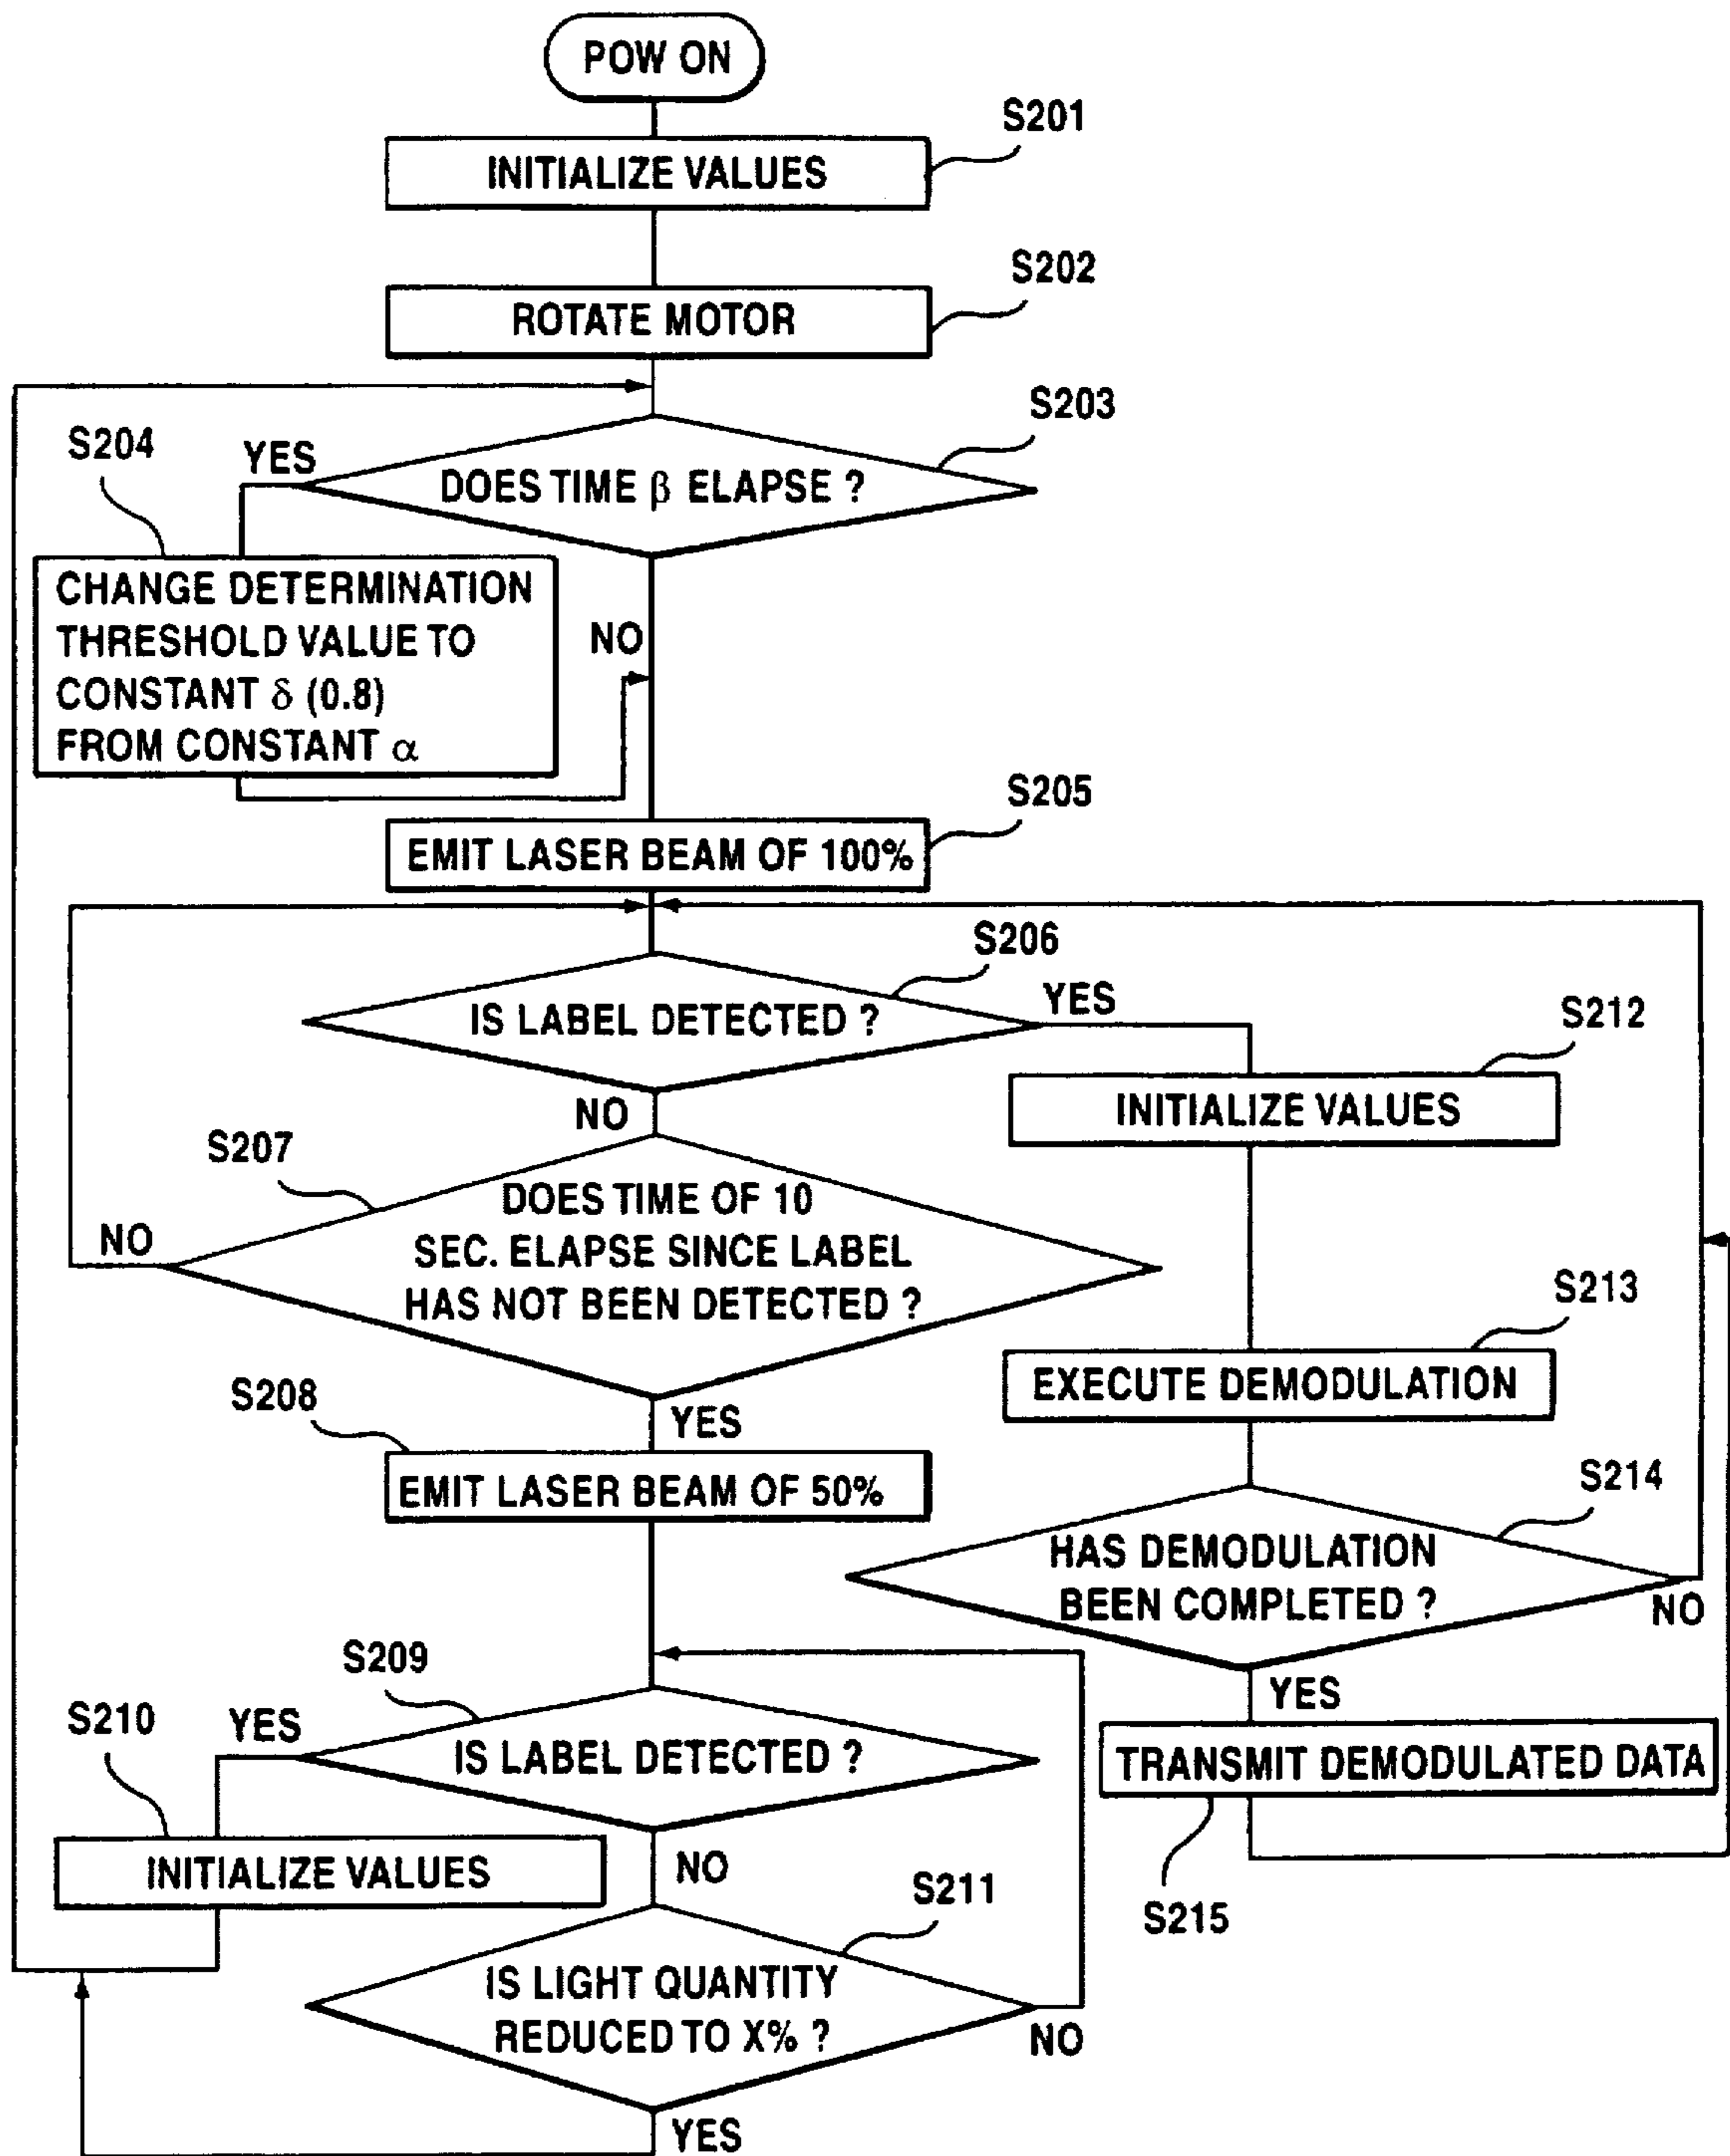 POW ON
S201
INITIALIZE VALUES
S202
ROTATE MOTOR
S203
S204
YES
DOES TIME β ELAPSE ?
CHANGE DETERMINATION
THRESHOLD VALUE TO
CONSTANT δ (0.8)
FROM CONSTANT α
NO
S205
EMIT LASER BEAM OF 100%
S206
IS LABEL DETECTED ?
YES
S212
NO
INITIALIZE VALUES
S207
DOES TIME OF 10
SEC. ELAPSE SINCE LABEL
HAS NOT BEEN DETECTED ?
NO
S213
EXECUTE DEMODULATION
S208
YES
EMIT LASER BEAM OF 50%
S214
HAS DEMODULATION
BEEN COMPLETED ?
NO
S209
YES
S210
YES
IS LABEL DETECTED ?
TRANSMIT DEMODULATED DATA
INITIALIZE VALUES
NO
S211
S215
IS LIGHT QUANTITY
REDUCED TO X% ?
NO
YES